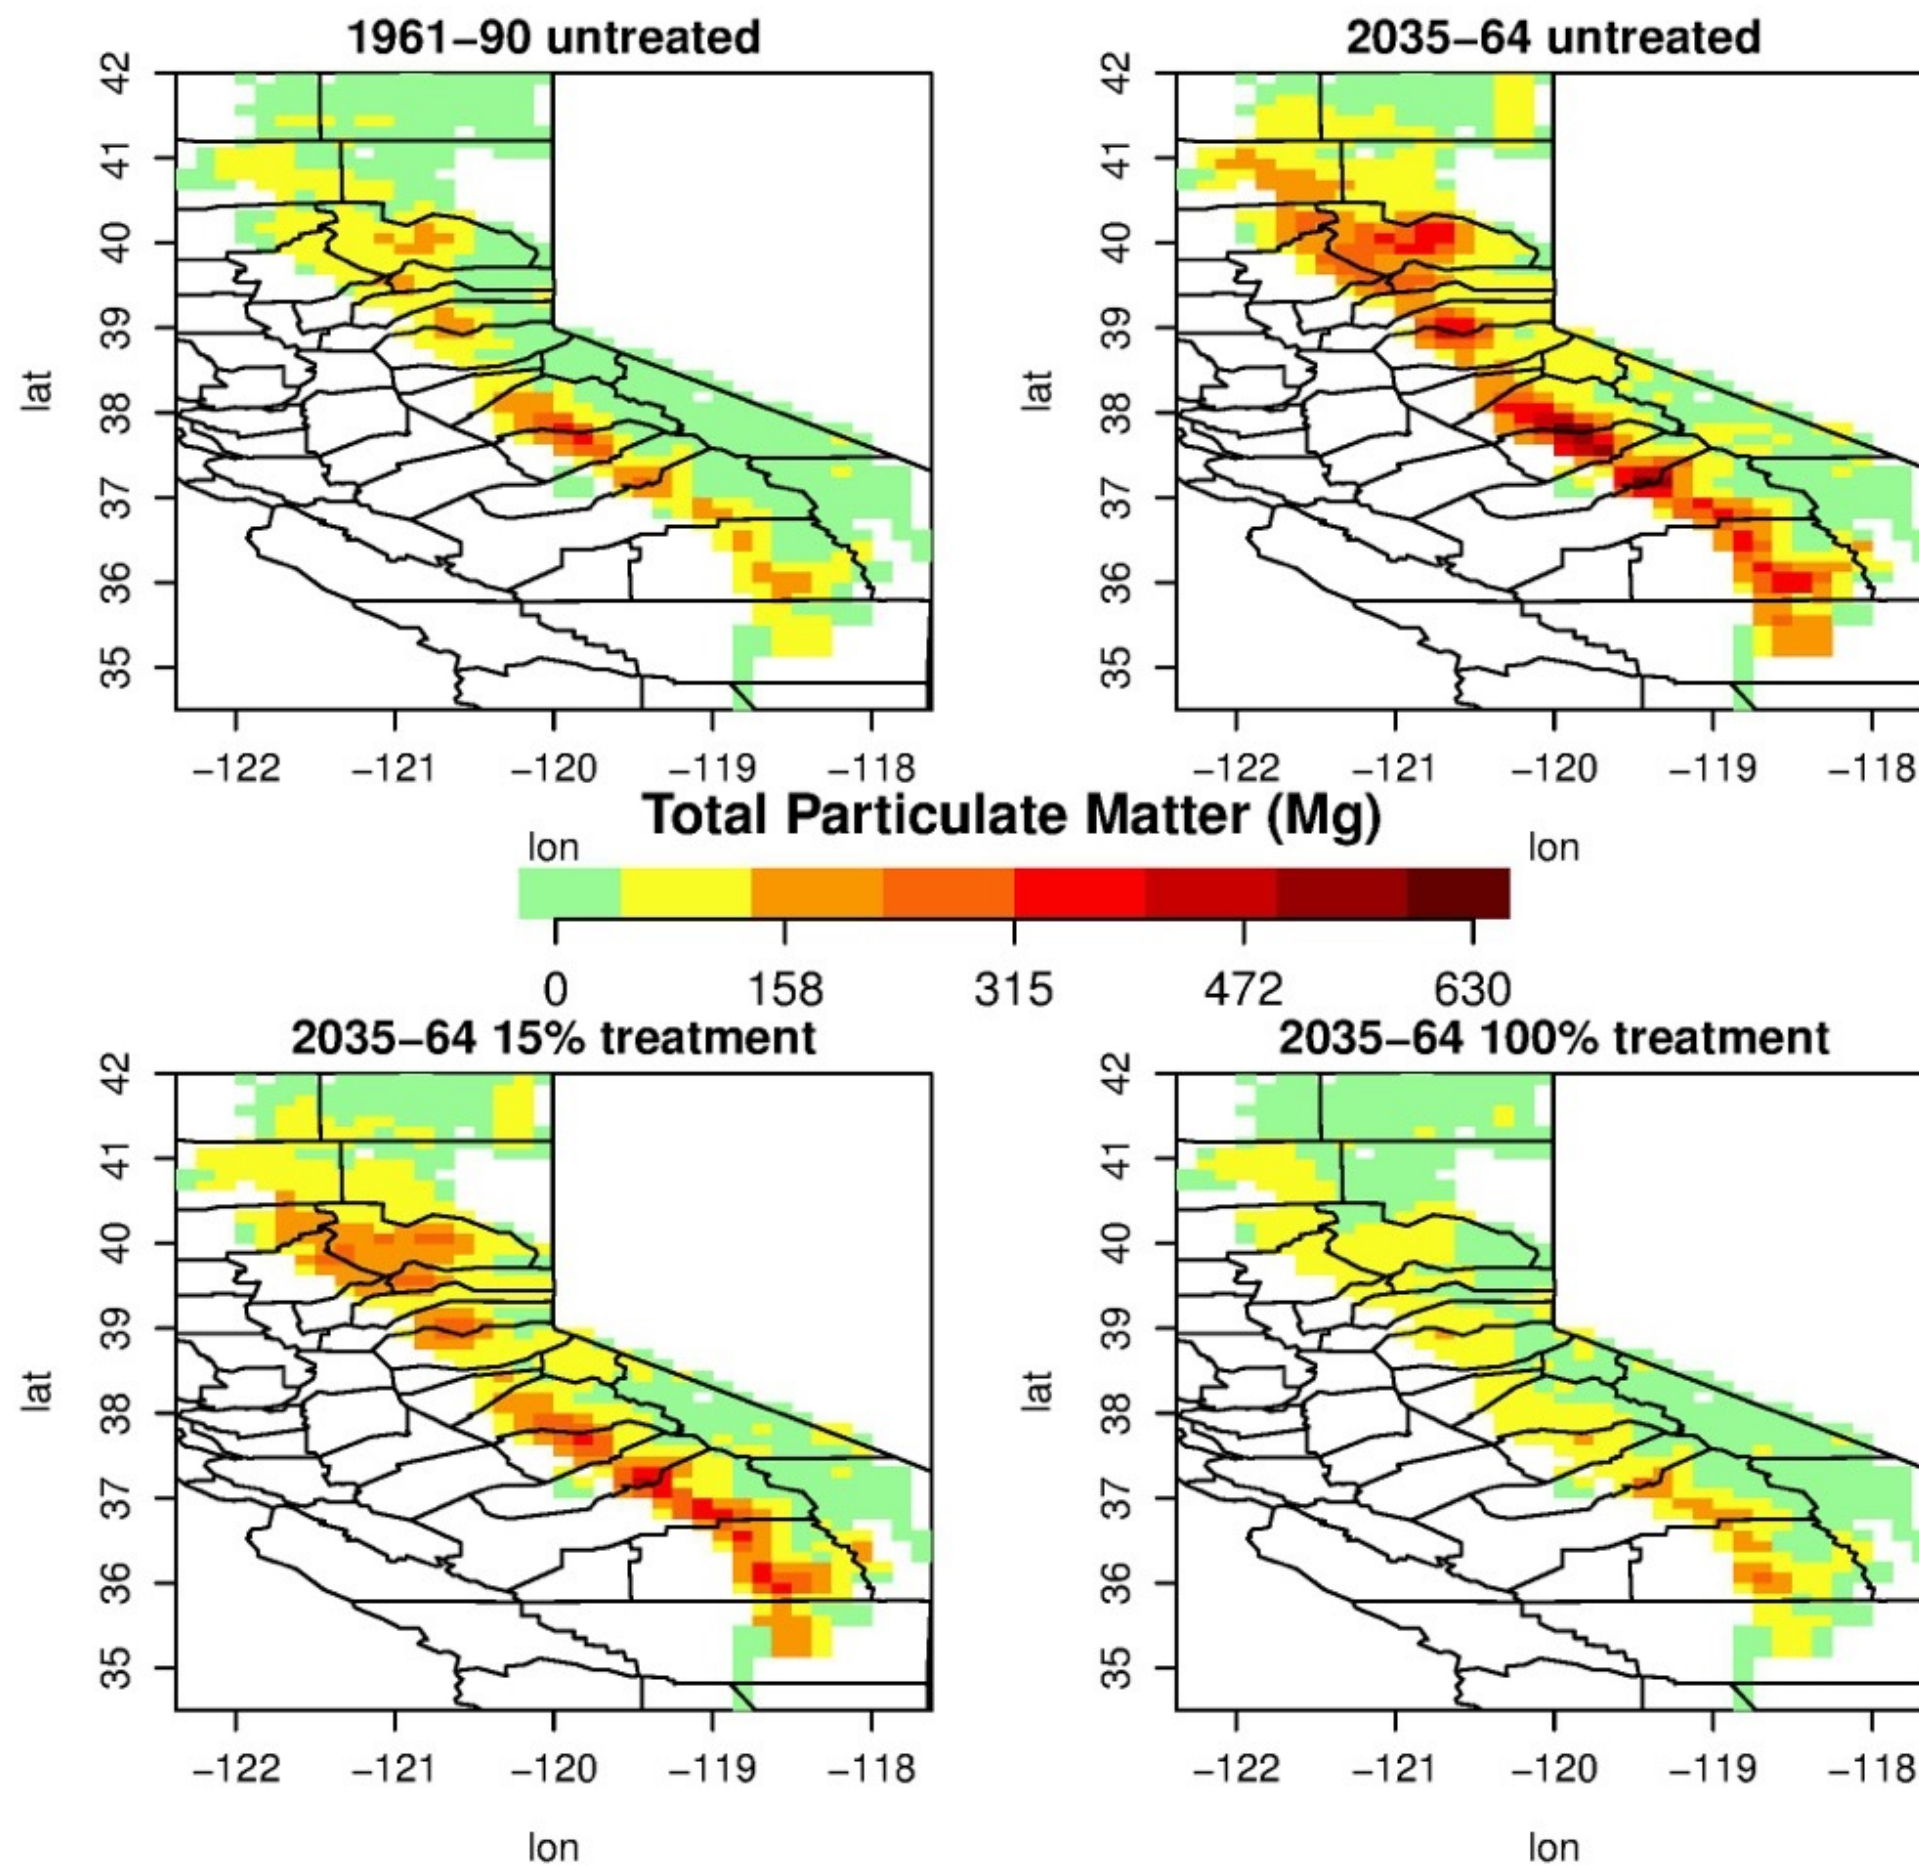 1961–90 untreated
2035–64 untreated
lat
42
41
40
39
38
37
36
35
lat
42
41
40
39
38
37
36
35
−122 −121 −120 −119 −118
−122 −121 −120 −119 −118
lon
lon
Total Particulate Matter (Mg)
0 158 315 472 630
2035–64 15% treatment
2035–64 100% treatment
lat
42
41
40
39
38
37
36
35
lat
42
41
40
39
38
37
36
35
−122 −121 −120 −119 −118
−122 −121 −120 −119 −118
lon
lon